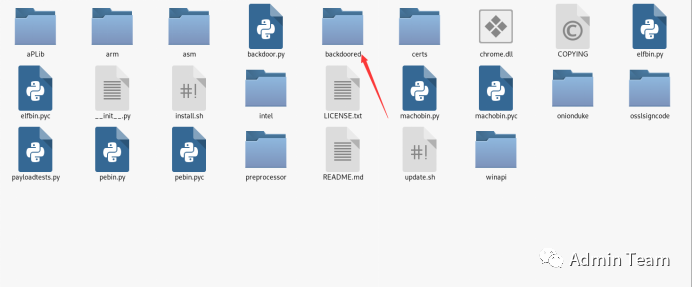 aPLib arm asm backdoor.py backdoored certs chrome.dll COPYING elfbin.py
elfbin.pyc __init__.py install.sh intel LICENSE.txt machobin.py machobin.pyc onionduke osslsigncode
payloadtests.py pebin.py pebin.pyc preprocessor README.md update.sh winapi
Admin Team